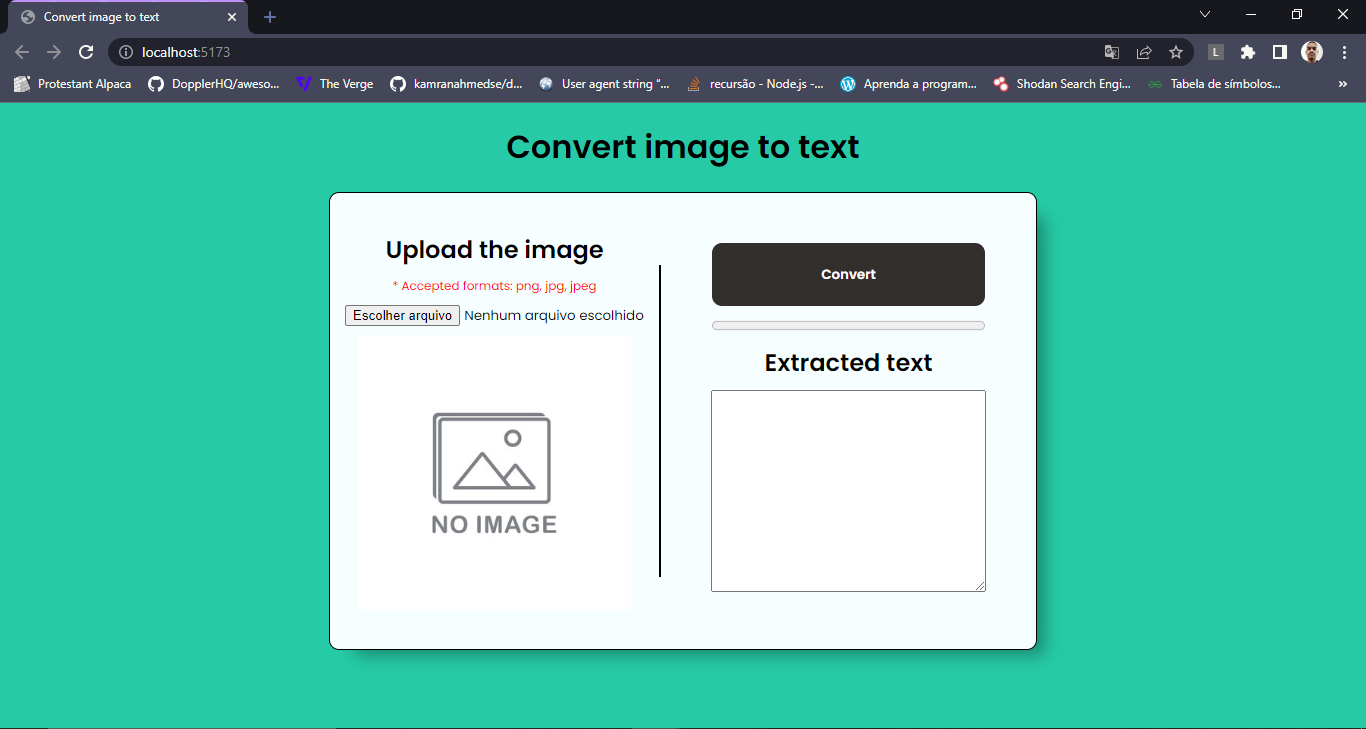 Convert image to text
localhost:5173
L
Protestant Alpaca
DopplerHQ/aweso...
The Verge
kamranahmedse/d...
User agent string "...
recursão - Node.js -...
Aprenda a program...
Shodan Search Engi...
Tabela de símbolos...
»
Convert image to text
Upload the image
* Accepted formats: png, jpg, jpeg
Escolher arquivo Nenhum arquivo escolhido
NO IMAGE
Convert
Extracted text